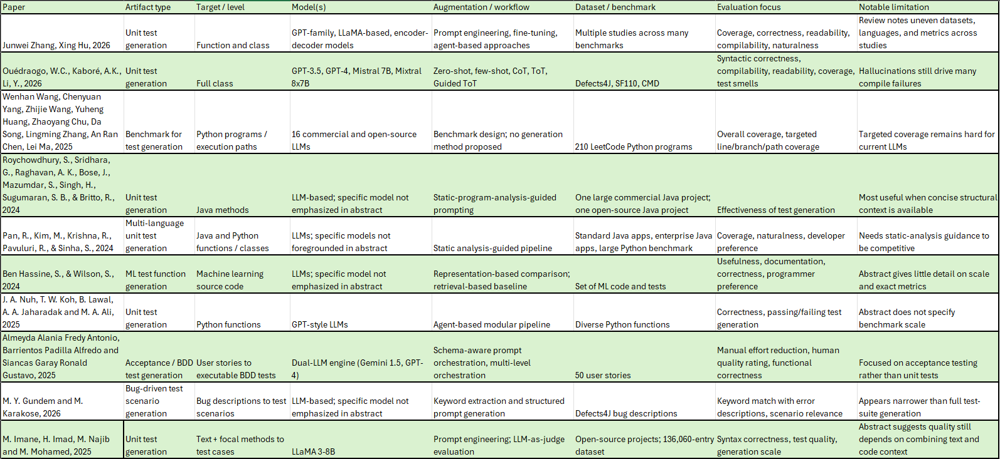 Paper	Artifact type	Target / level	Model(s)	Augmentation / workflow	Dataset / benchmark	Evaluation focus	Notable limitation
Junwei Zhang, Xing Hu, 2026
Unit test
generation
Function and class
GPT-family, LLaMA-based, encoder-
decoder models
Prompt engineering, fine-tuning,
agent-based approaches
Multiple studies across many
benchmarks
Coverage, correctness, readability,
compilability, naturalness
Review notes uneven datasets,
languages, and metrics across
studies
Ouédraogo, W.C., Kaboré, A.K.,
Li, Y., 2026
Unit test
generation
Full class
GPT-3.5, GPT-4, Mistral 7B, Mixtral
8x7B
Zero-shot, few-shot, CoT, ToT,
Guided ToT
Defects4J, SF110, CMD
Syntactic correctness,
compilability, readability, coverage,
test smells
Hallucinations still drive many
compile failures
Wenhan Wang, Chenyuan
Yang, Zhijie Wang, Yuheng
Huang, Zhaoyang Chu, Da
Song, Lingming Zhang, An Ran
Chen, Lei Ma, 2025
Benchmark for
test generation
Python programs /
execution paths
16 commercial and open-source
LLMs
Benchmark design; no generation
method proposed
210 LeetCode Python programs
Overall coverage, targeted
line/branch/path coverage
Targeted coverage remains hard for
current LLMs
Roychowdhury, S., Sridhara,
G., Raghavan, A. K., Bose, J.,
Mazumdar, S., Singh, H.,
Sugumaran, S. B., & Britto, R.,
2024
Unit test
generation
Java methods
LLM-based; specific model not
emphasized in abstract
Static-program-analysis-guided
prompting
One large commercial Java project;
one open-source Java project
Effectiveness of test generation
Most useful when concise structural
context is available
Pan, R., Kim, M., Krishna, R.,
Pavuluri, R., & Sinha, S., 2024
Multi-language
unit test
generation
Java and Python
functions / classes
LLMs; specific models not
foregrounded in abstract
Static analysis-guided pipeline
Standard Java apps, enterprise Java
apps, large Python benchmark
Coverage, naturalness, developer
preference
Needs static-analysis guidance to
be competitive
Ben Hassine, S., & Wilson, S.,
2024
ML test function
generation
Machine learning
source code
LLMs; specific model not
emphasized in abstract
Representation-based comparison;
retrieval-based baseline
Set of ML code and tests
Usefulness, documentation,
correctness, programmer
preference
Abstract gives little detail on scale
and exact metrics
J. A. Nuh, T. W. Koh, B. Lawal,
A. A. Jaharadak and M. A. Ali,
2025
Unit test
generation
Python functions
GPT-style LLMs
Agent-based modular pipeline
Diverse Python functions
Correctness, passing/failing test
generation
Abstract does not specify
benchmark scale
Almeyda Alania Fredy Antonio,
Barrientos Padilla Alfredo and
Siancas Garay Ronald
Gustavo, 2025
Acceptance / BDD
test generation
User stories to
executable BDD tests
Dual-LLM engine (Gemini 1.5, GPT-
4)
Schema-aware prompt
orchestration, multi-level
orchestration
50 user stories
Manual effort reduction, human
quality rating, functional
correctness
Focused on acceptance testing
rather than unit tests
M. Y. Gundem and M.
Karakose, 2026
Bug-driven test
scenario
generation
Bug descriptions to test
scenarios
LLM-based; specific model not
emphasized in abstract
Keyword extraction and structured
prompt generation
Defects4J bug descriptions
Keyword match with error
descriptions, scenario relevance
Appears narrower than full test-
suite generation
M. Imane, H. Imad, M. Najib
and M. Mohamed, 2025
Unit test
generation
Text + focal methods to
test cases
LLaMA 3-8B
Prompt engineering; LLM-as-judge
evaluation
Open-source projects; 136,060-entry
dataset
Syntax correctness, test quality,
generation scale
Abstract suggests quality still
depends on combining text and
code context